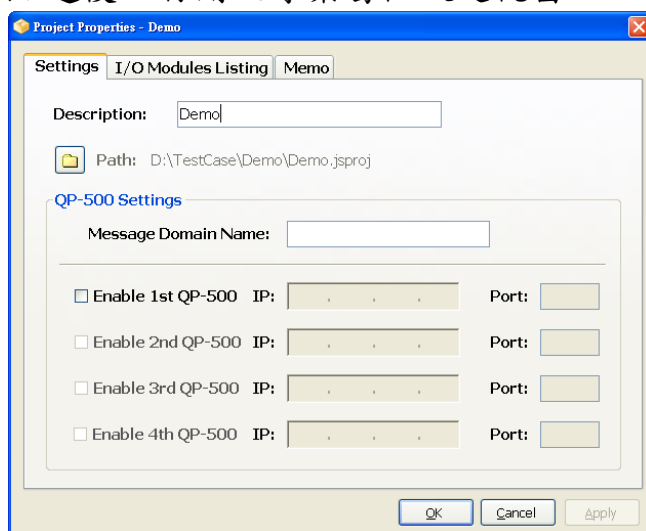 Project Properties - Demo
Settings I/O Modules Listing Memo
Description: Demo
Path: D:\TestCase\Demo\Demo.jsproj
QP-500 Settings
Message Domain Name:
Enable 1st QP-500 IP: . . . Port:
Enable 2nd QP-500 IP: . . . Port:
Enable 3rd QP-500 IP: . . . Port:
Enable 4th QP-500 IP: . . . Port:
OK Cancel Apply